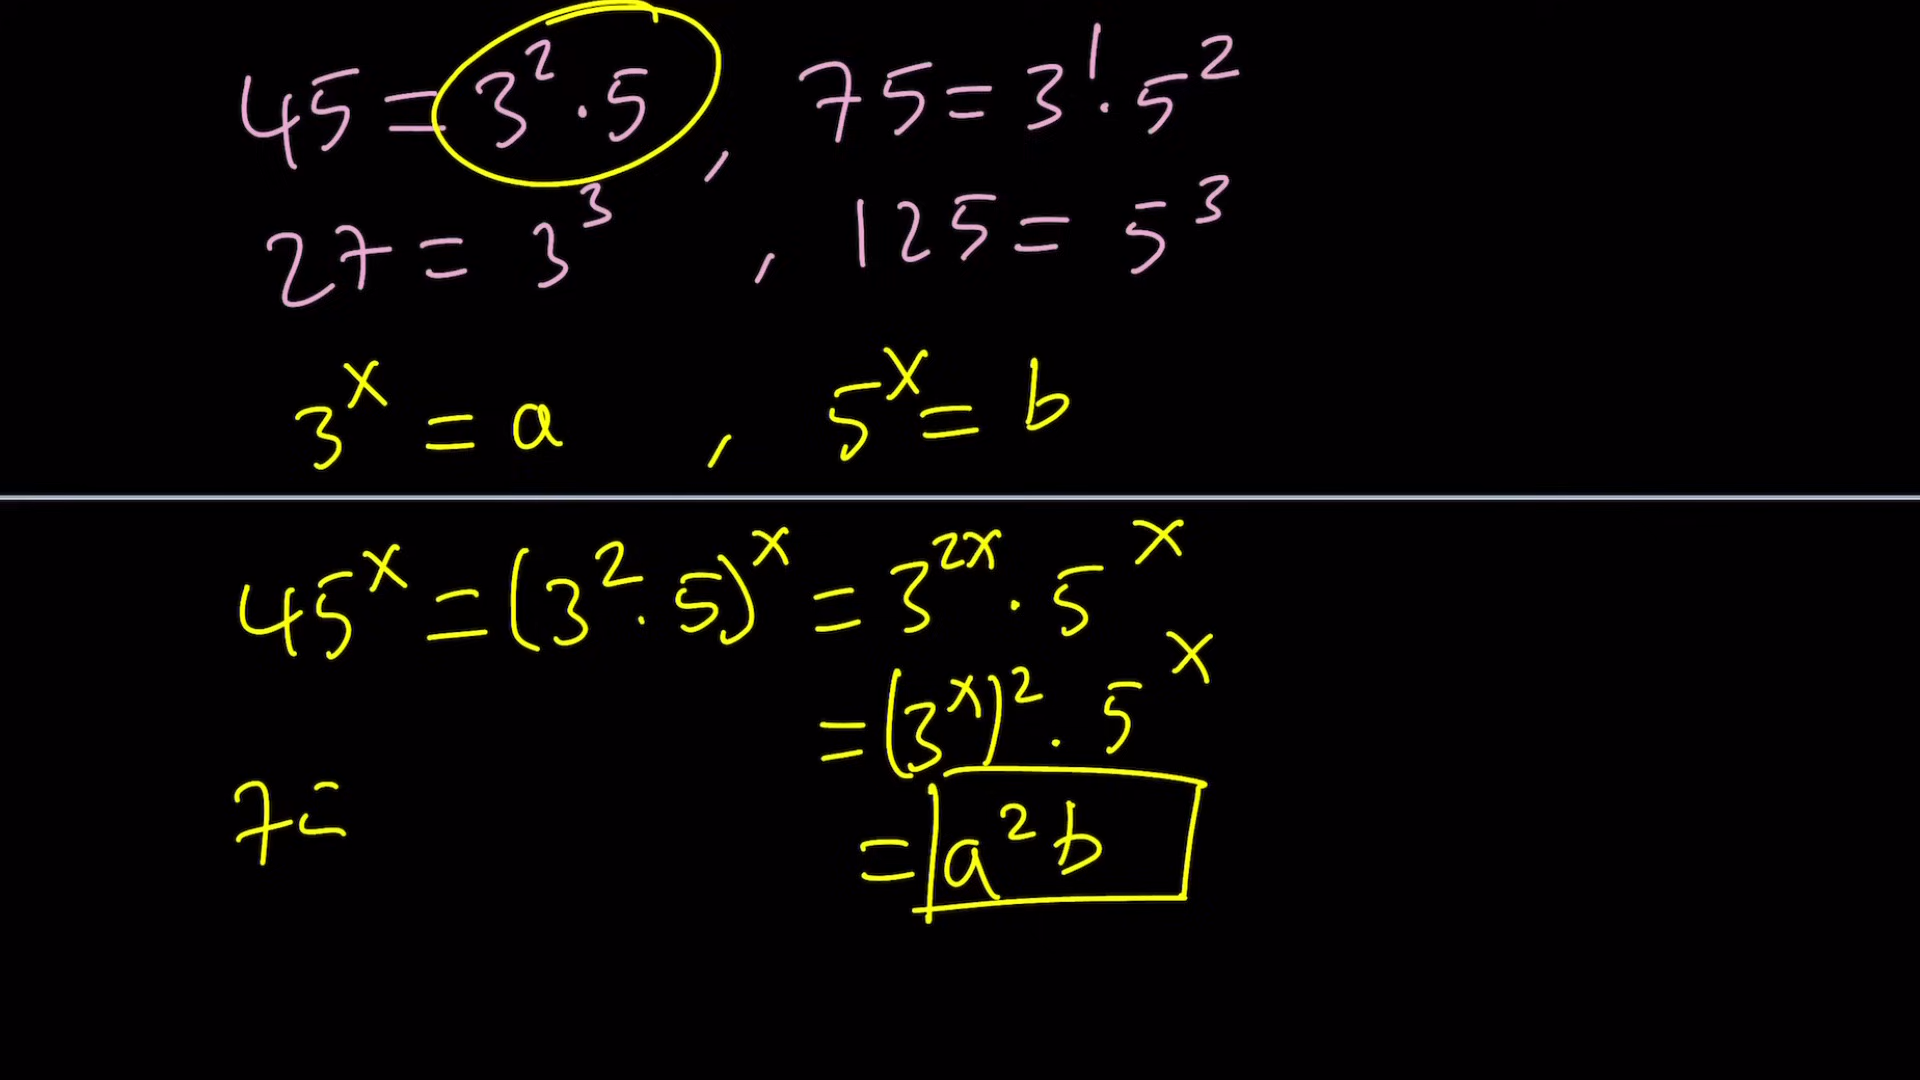 45 = 3² · 5 , 75 = 3¹ · 5²
27 = 3³ , 125 = 5³
3ˣ = a , 5ˣ = b
45ˣ = (3² · 5)ˣ = 3²ˣ · 5ˣ
= (3ˣ)² · 5ˣ
= a²b
7